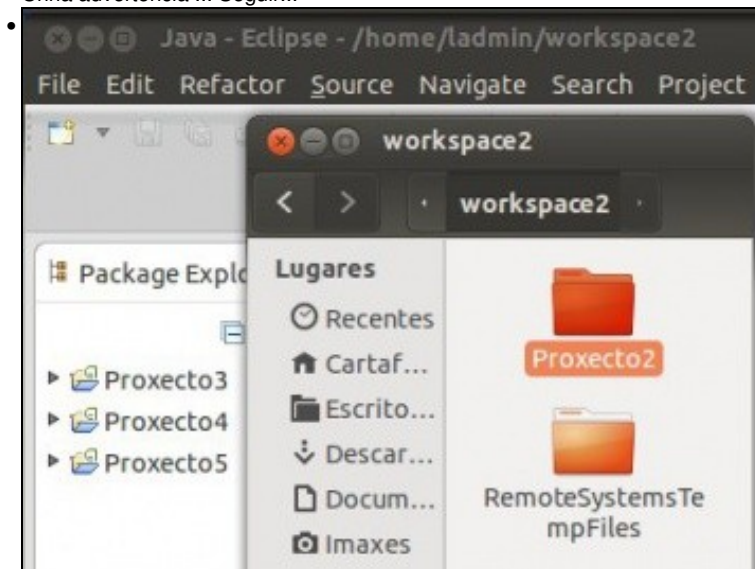 Java - Eclipse - /home/ladmin/workspace2
File Edit Refactor Source Navigate Search Project
workspace2
workspace2
Package Explo
Lugares
Recentes
Cartaf...
Escrito...
Descar...
Docum...
Imaxes
Proxecto3
Proxecto4
Proxecto5
Proxecto2
RemoteSystemsTe
mpFiles